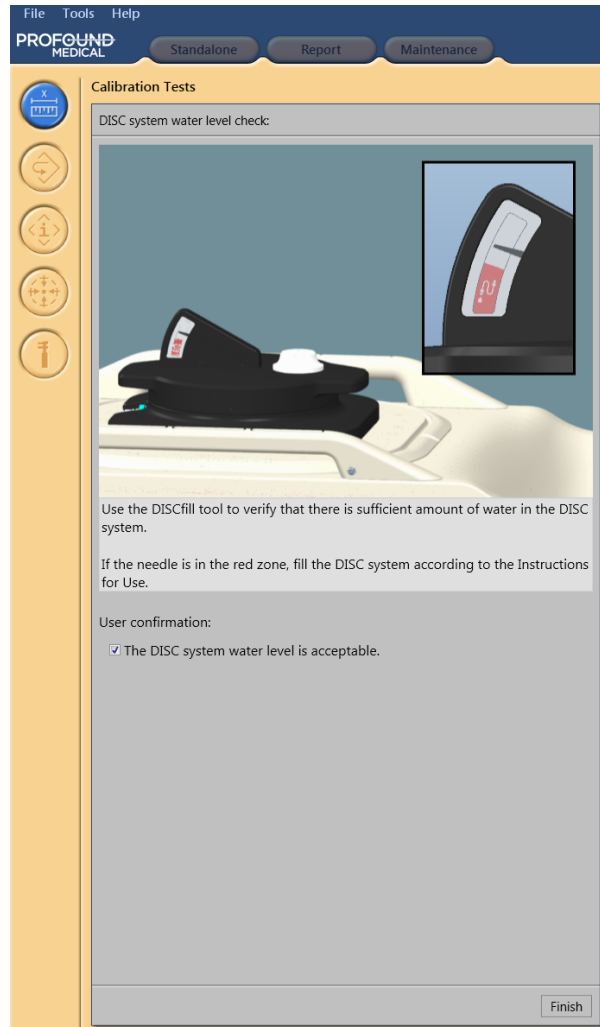 File Tools Help
PROFOUND
MEDICAL
Standalone Report Maintenance
Calibration Tests
DISC system water level check:
Use the DISCfill tool to verify that there is sufficient amount of water in the DISC
system.
If the needle is in the red zone, fill the DISC system according to the Instructions
for Use.
User confirmation:
The DISC system water level is acceptable.
Finish